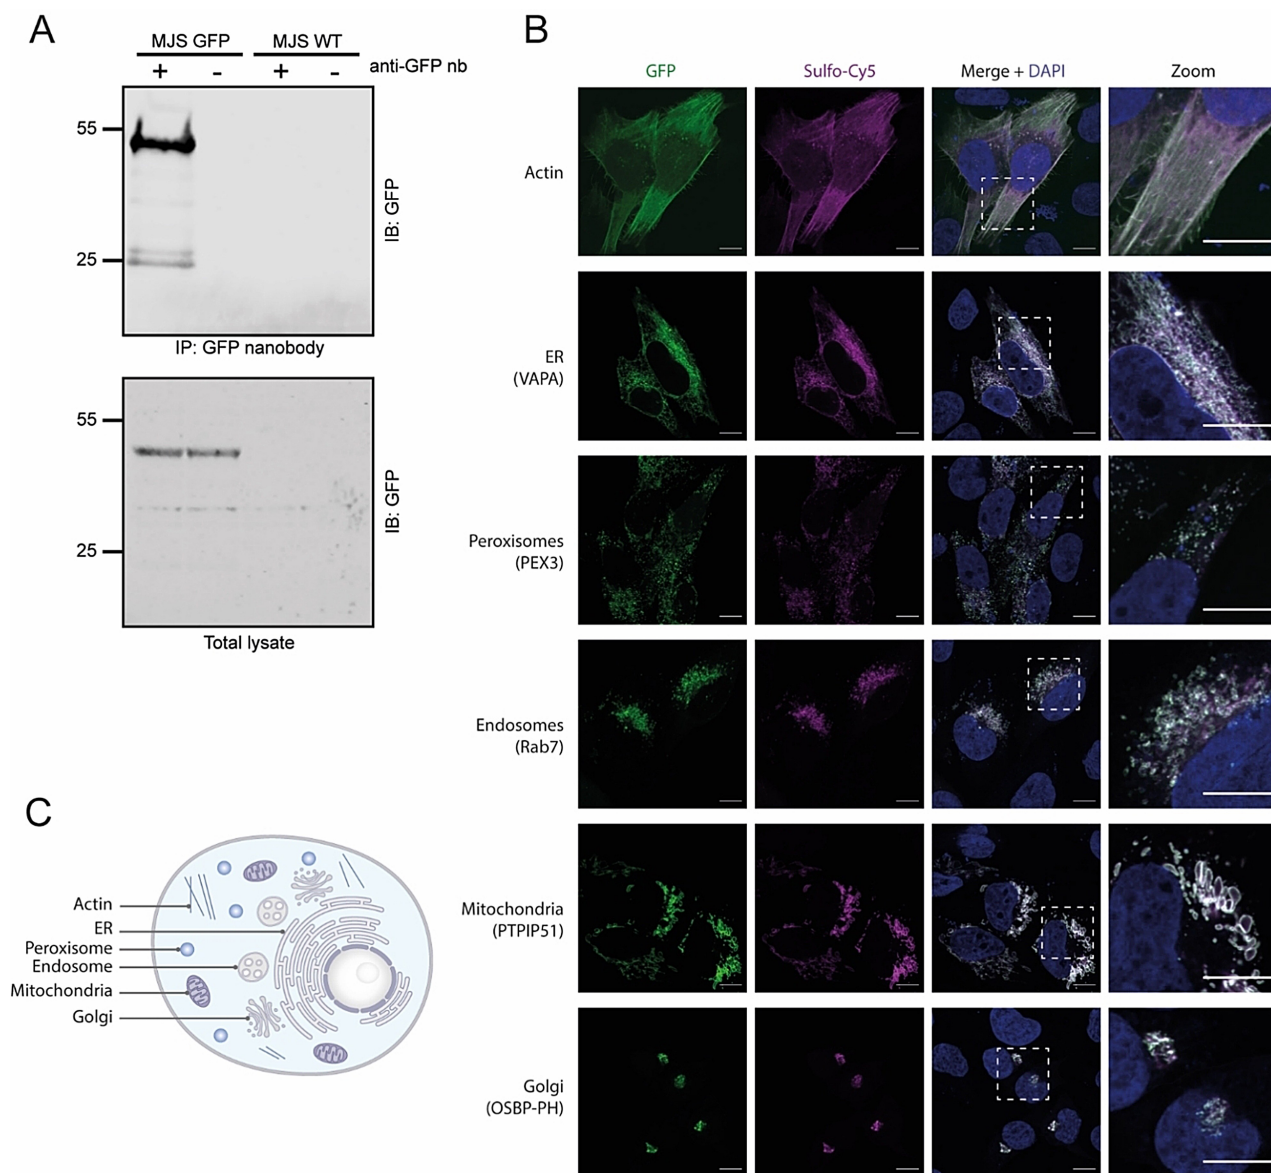 A
MJS GFP MJS WT
+ - + - anti-GFP nb
55
25
IB: GFP
IP: GFP nanobody
55
25
IB: GFP
Total lysate
B
GFP Sulfo-Cy5 Merge + DAPI Zoom
Actin
ER
(VAPA)
Peroxisomes
(PEX3)
Endosomes
(Rab7)
Mitochondria
(PTPIP51)
Golgi
(OSBP-PH)
C
Actin
ER
Peroxisome
Endosome
Mitochondria
Golgi